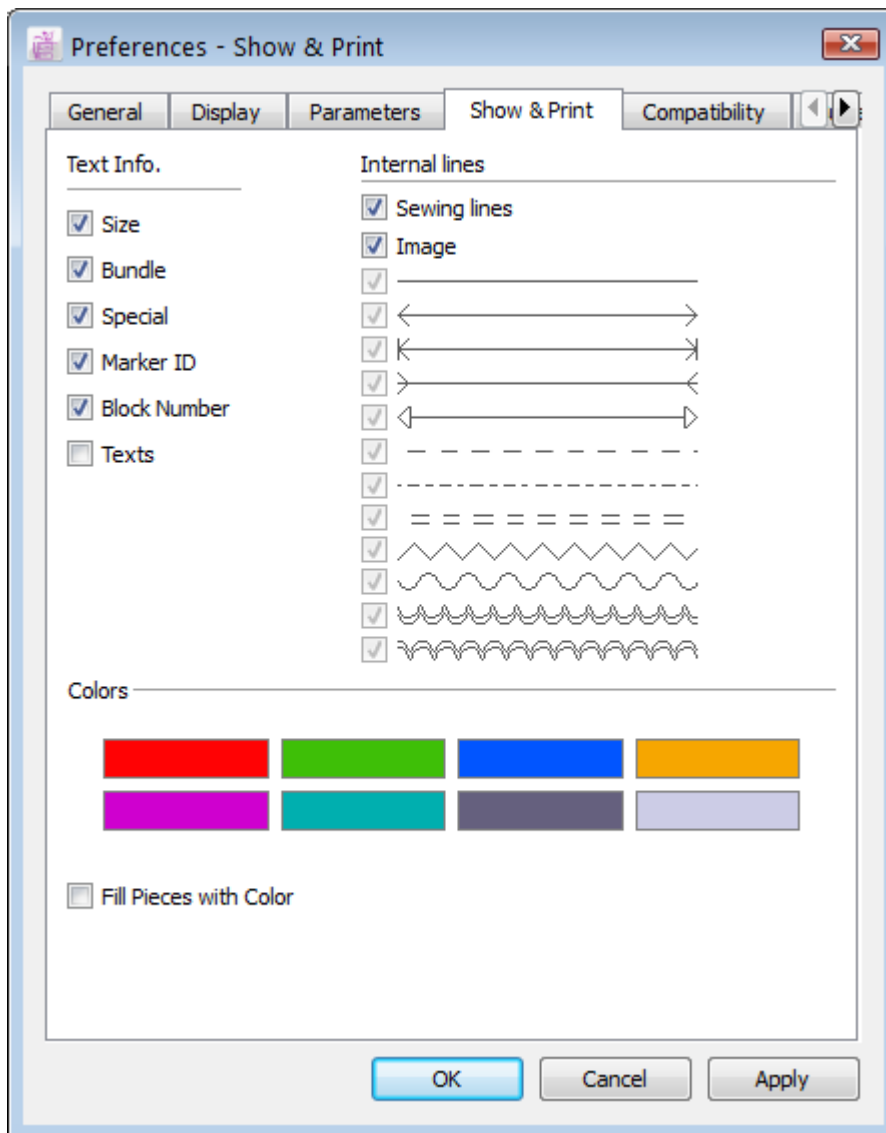 Preferences - Show & Print
General Display Parameters Show & Print Compatibility
Text Info.
Size
Bundle
Special
Marker ID
Block Number
Texts
Internal lines
Sewing lines
Image
Colors
Fill Pieces with Color
OK Cancel Apply